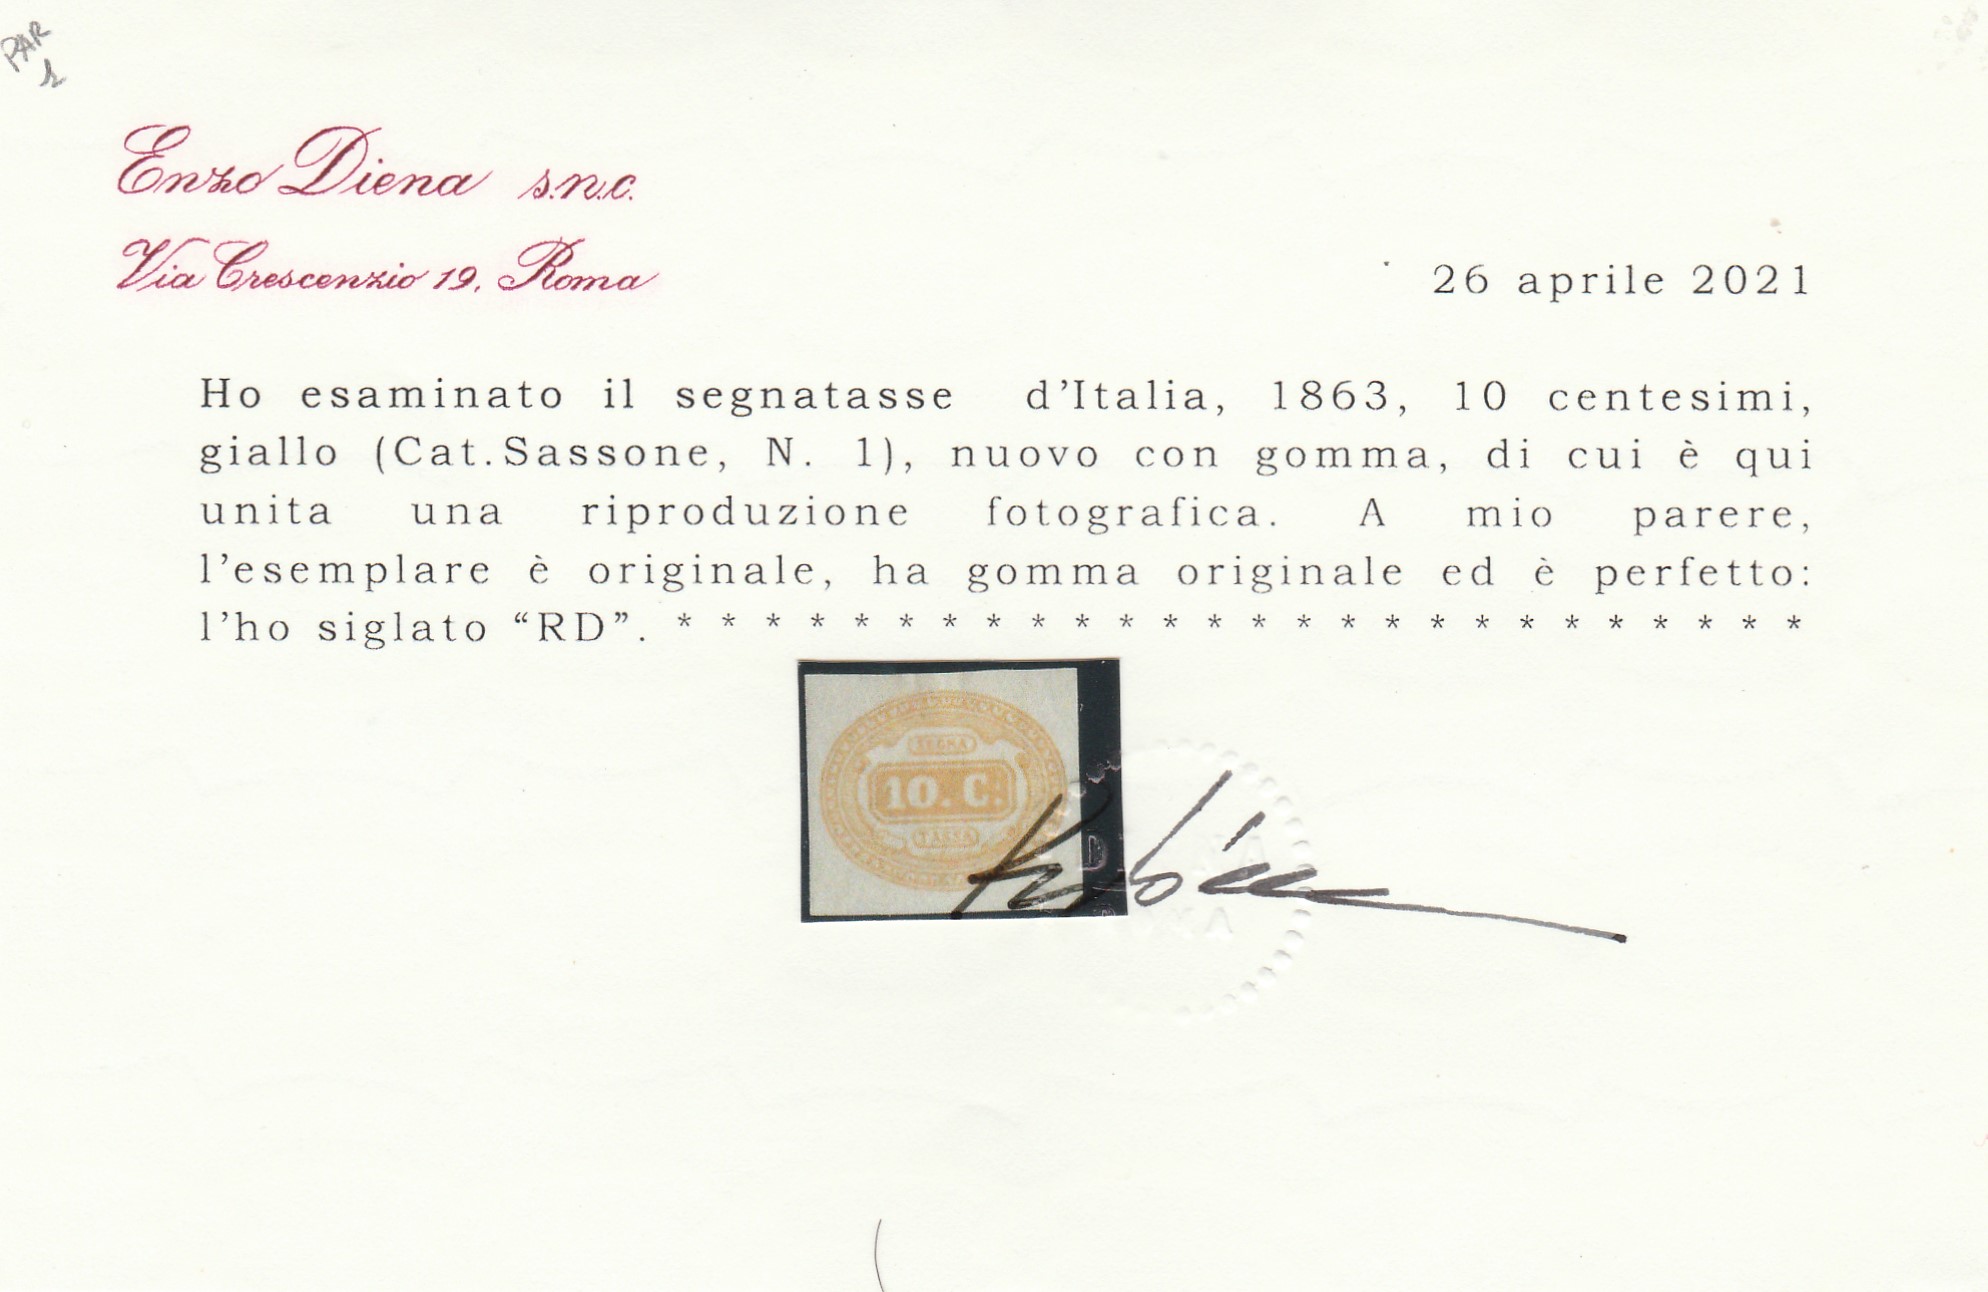 PAR
1
Enzo Diena s.n.c.
Via Crescenzio 19, Roma
26 aprile 2021
Ho esaminato il segnatasse d'Italia, 1863, 10 centesimi,
giallo (Cat.Sassone, N. 1), nuovo con gomma, di cui è qui
unita una riproduzione fotografica. A mio parere,
l'esemplare è originale, ha gomma originale ed è perfetto:
l'ho siglato “RD”. * * * * * * * * * * * * * * * * * * * * * * * * * *
SEGNA
10. C.
TASSA